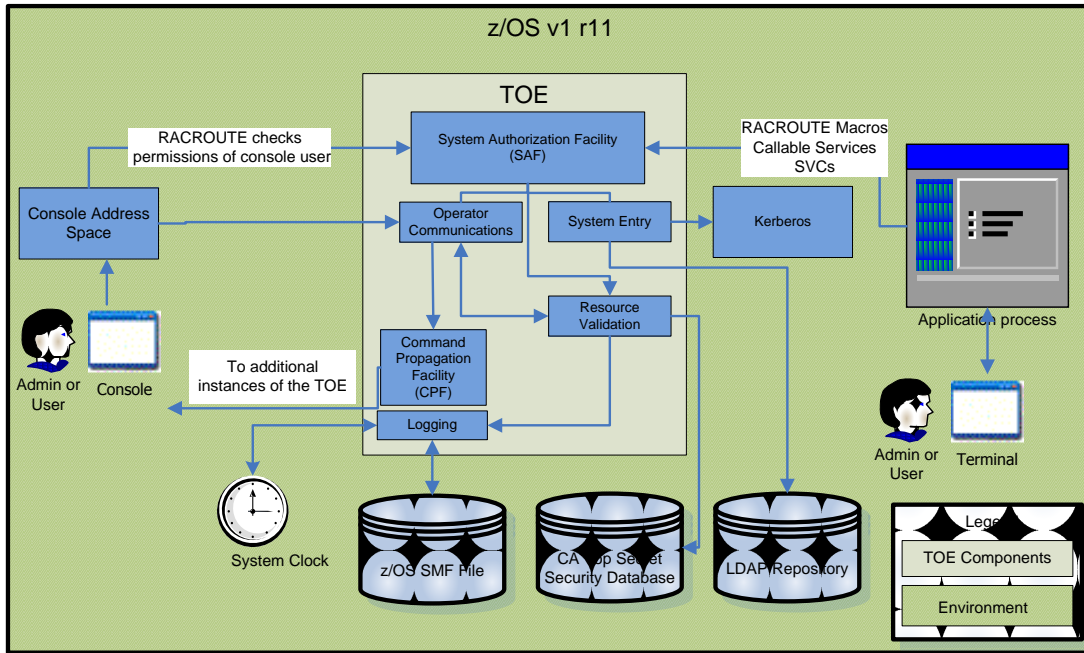 z/OS v1 r11
TOE
RACROUTE checks
permissions of console user
System Authorization Facility
(SAF)
RACROUTE Macros
Callable Services
SVCs
Console Address
Space
Operator
Communications
System Entry
Kerberos
Resource
Validation
Application process
Command
Propagation
Facility
(CPF)
To additional
instances of the TOE
Admin or
User
Console
Logging
Admin or
User
Terminal
System Clock
z/OS SMF File
CA Top Secret
Security Database
LDAP Repository
TOE Components
Environment